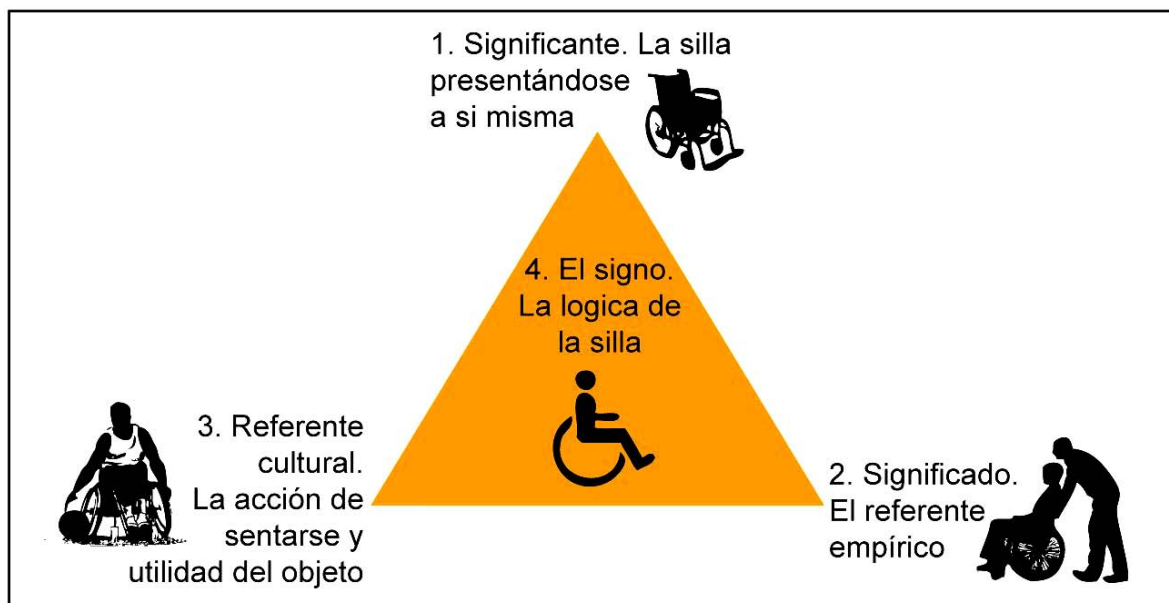 1. Significante. La silla
presentándose
a si misma
4. El signo.
La logica de
la silla
3. Referente
cultural.
La acción de
sentarse y
utilidad del objeto
2. Significado.
El referente
empírico